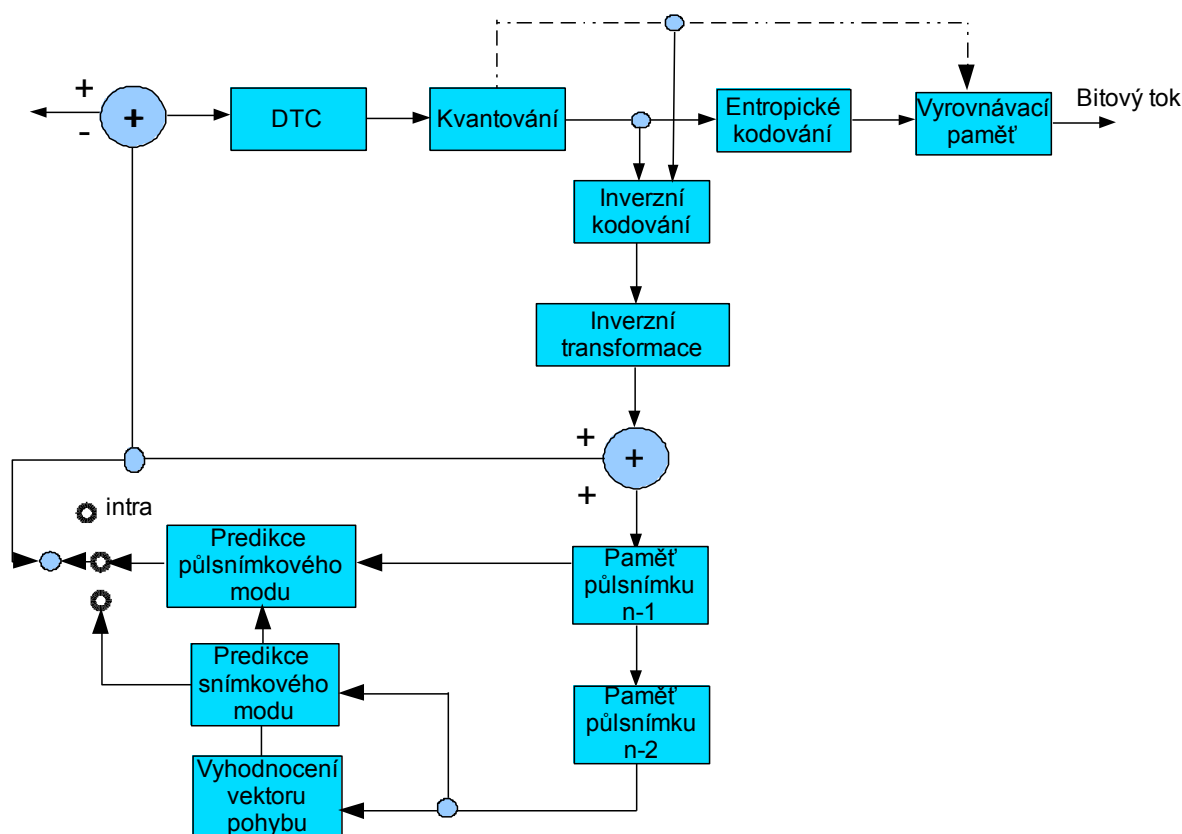 +
-
+
DTC
Kvantování
Entropické
kodování
Vyrovnávací
paměť
Bitový tok
Inverzní
kodování
Inverzní
transformace
+
+
+
intra
Predikce
půlsnímkového
modu
Paměť
půlsnímku
n-1
Predikce
snímkového
modu
Paměť
půlsnímku
n-2
Vyhodnocení
vektoru
pohybu